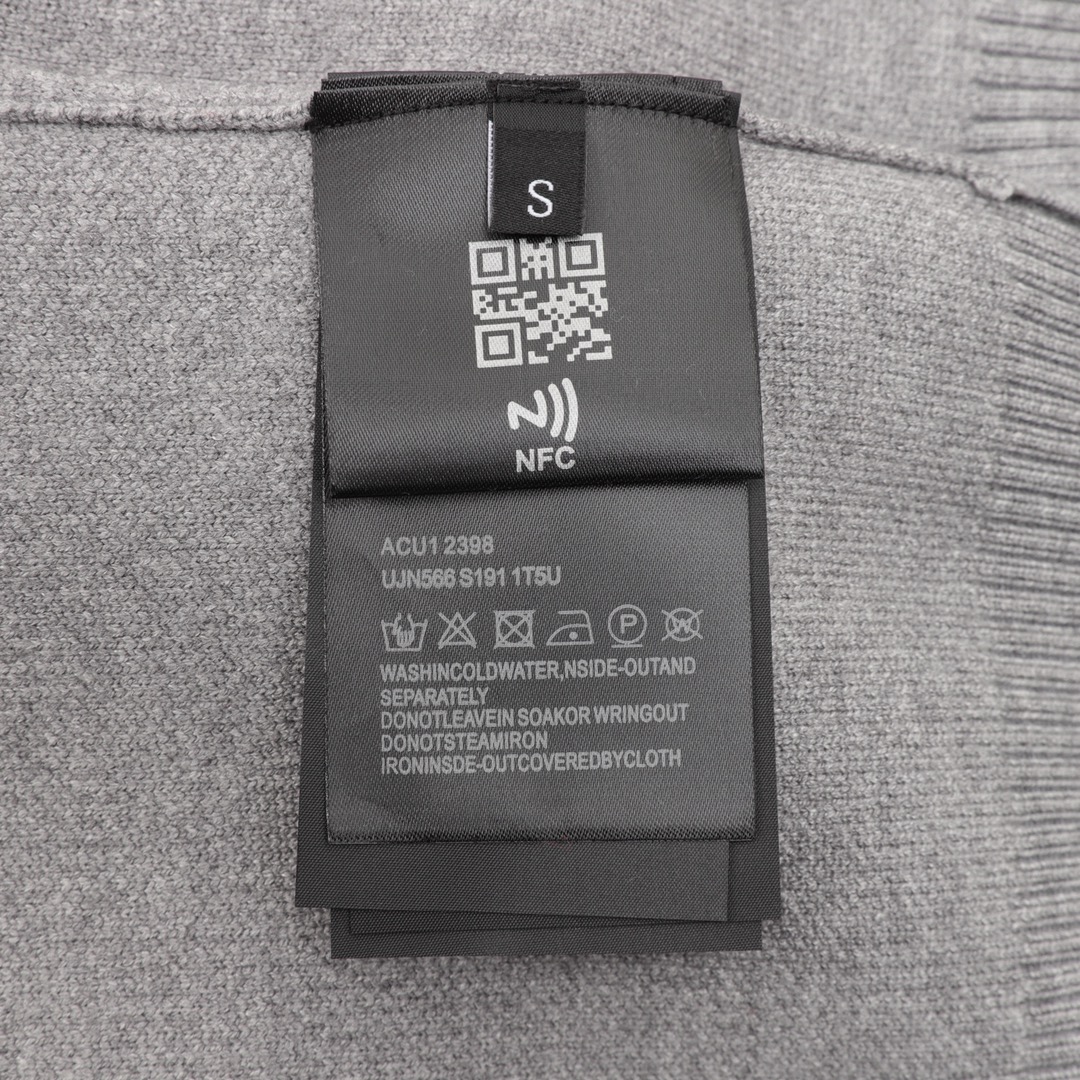 S
NFC
ACU1 2398
UJN566 S191 1T5U
P
W
WASHINCOLDWATER,NSIDE-OUTAND
SEPARATELY
DONOTLEAVEIN SOAKOR WRINGOUT
DONOTSTEAMIRON
IRONINSDE-OUTCOVEREDBYCLOTH